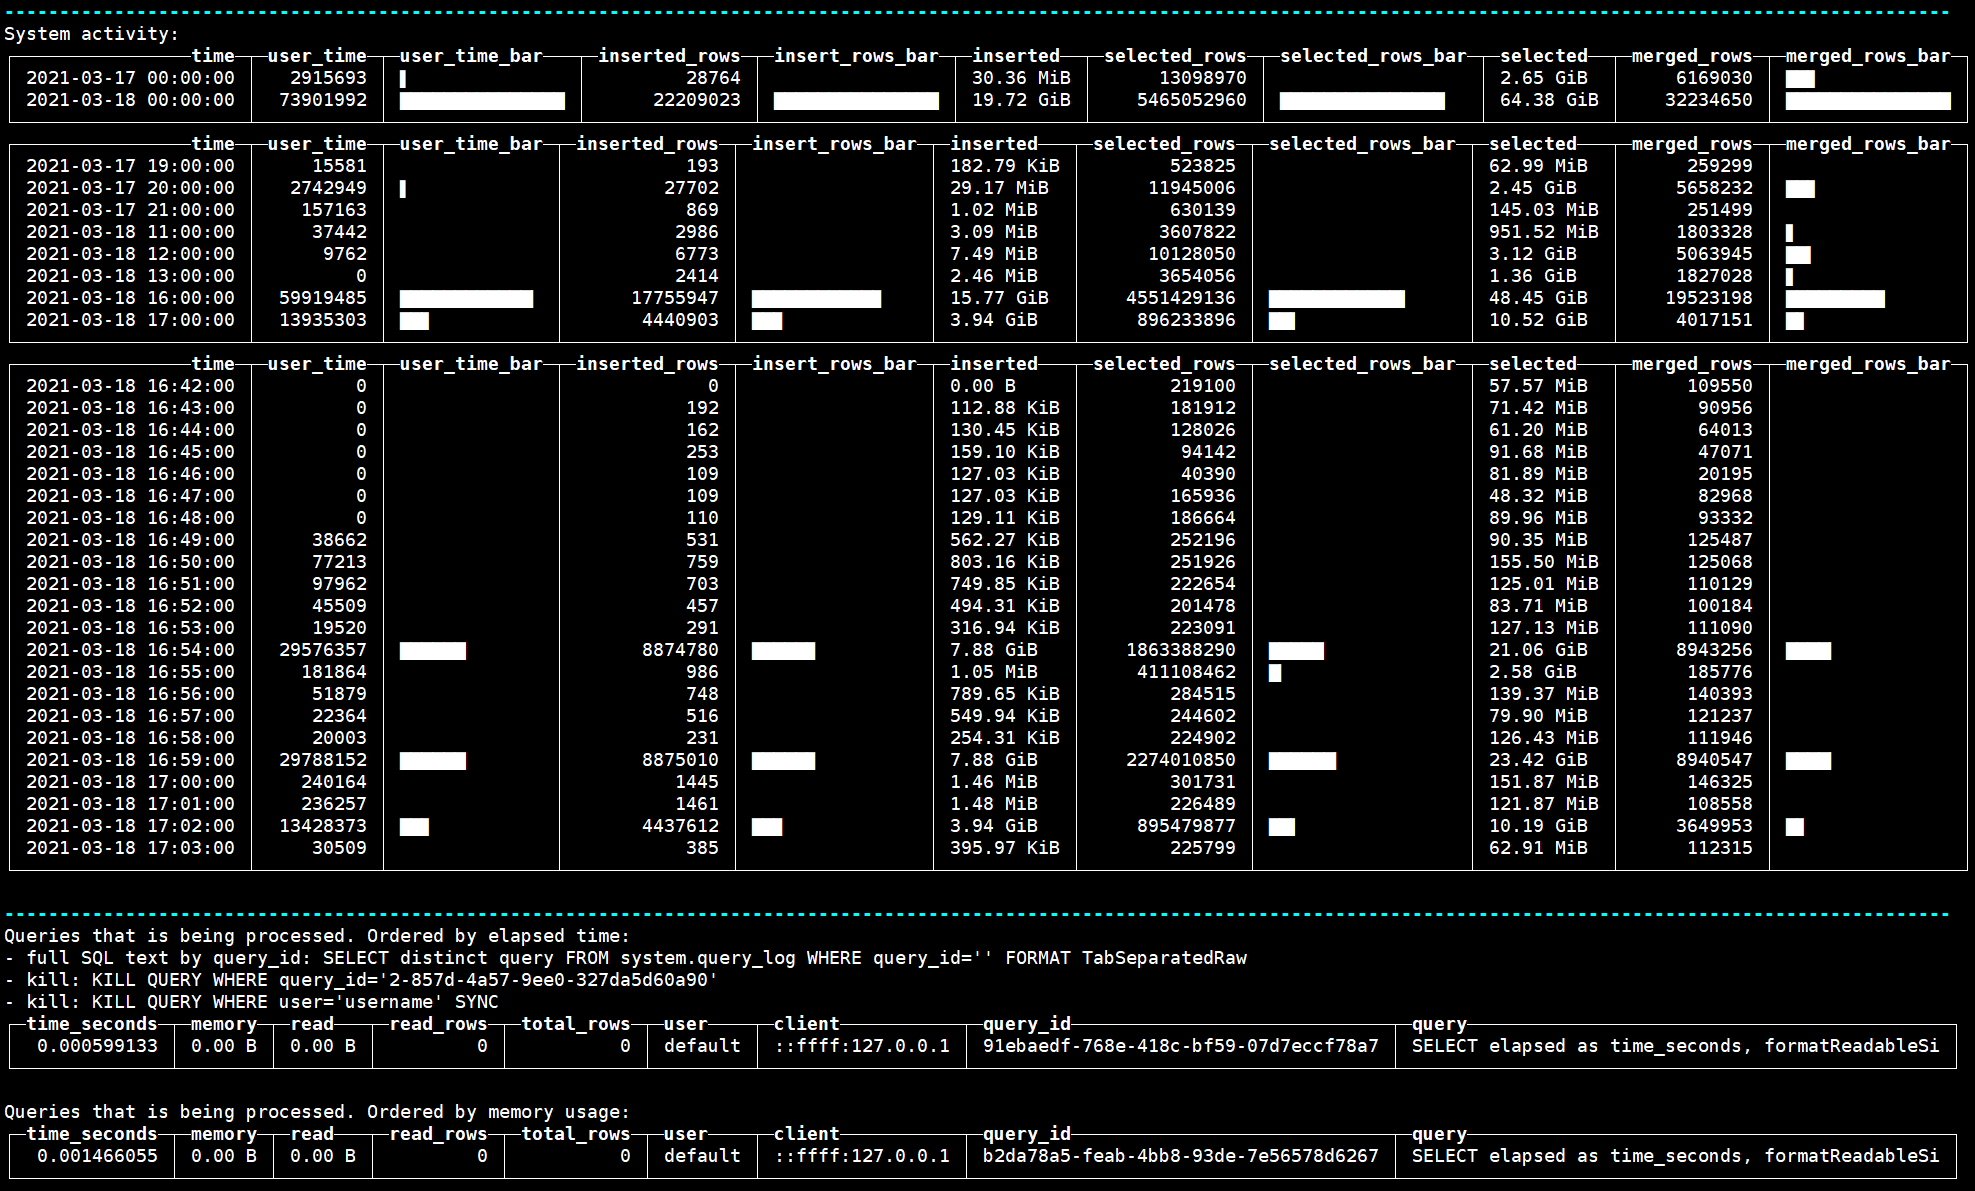 System activity:
time user_time user_time_bar inserted_rows insert_rows_bar inserted selected_rows selected_rows_bar selected merged_rows merged_rows_bar
2021-03-17 00:00:00 2915693 28764 30.36 MiB 13098970 2.65 GiB 6169030
2021-03-18 00:00:00 73901992 22209023 19.72 GiB 5465052960 64.38 GiB 32234650
time user_time user_time_bar inserted_rows insert_rows_bar inserted selected_rows selected_rows_bar selected merged_rows merged_rows_bar
2021-03-17 19:00:00 15581 193 182.79 KiB 523825 62.99 MiB 259299
2021-03-17 20:00:00 2742949 27702 29.17 MiB 11945006 2.45 GiB 5658232
2021-03-17 21:00:00 157163 869 1.02 MiB 630139 145.03 MiB 251499
2021-03-18 11:00:00 37442 2986 3.09 MiB 3607822 951.52 MiB 1803328
2021-03-18 12:00:00 9762 6773 7.49 MiB 10128050 3.12 GiB 5063945
2021-03-18 13:00:00 0 2414 2.46 MiB 3654056 1.36 GiB 1827028
2021-03-18 16:00:00 59919485 17755947 15.77 GiB 4551429136 48.45 GiB 19523198
2021-03-18 17:00:00 13935303 4440903 3.94 GiB 896233896 10.52 GiB 4017151
time user_time user_time_bar inserted_rows insert_rows_bar inserted selected_rows selected_rows_bar selected merged_rows merged_rows_bar
2021-03-18 16:42:00 0 0 0.00 B 219100 57.57 MiB 109550
2021-03-18 16:43:00 0 192 112.88 KiB 181912 71.42 MiB 90956
2021-03-18 16:44:00 0 162 130.45 KiB 128026 61.20 MiB 64013
2021-03-18 16:45:00 0 253 159.10 KiB 94142 91.68 MiB 47071
2021-03-18 16:46:00 0 109 127.03 KiB 40390 81.89 MiB 20195
2021-03-18 16:47:00 0 109 127.03 KiB 165936 48.32 MiB 82968
2021-03-18 16:48:00 0 110 129.11 KiB 186664 89.96 MiB 93332
2021-03-18 16:49:00 38662 531 562.27 KiB 252196 90.35 MiB 125487
2021-03-18 16:50:00 77213 759 803.16 KiB 251926 155.50 MiB 125068
2021-03-18 16:51:00 97962 703 749.85 KiB 222654 125.01 MiB 110129
2021-03-18 16:52:00 45509 457 494.31 KiB 201478 83.71 MiB 100184
2021-03-18 16:53:00 19520 291 316.94 KiB 223091 127.13 MiB 111090
2021-03-18 16:54:00 29576357 8874780 7.88 GiB 1863388290 21.06 GiB 8943256
2021-03-18 16:55:00 181864 986 1.05 MiB 411108462 2.58 GiB 185776
2021-03-18 16:56:00 51879 748 789.65 KiB 284515 139.37 MiB 140393
2021-03-18 16:57:00 22364 516 549.94 KiB 244602 79.90 MiB 121237
2021-03-18 16:58:00 20003 231 254.31 KiB 224902 126.43 MiB 111946
2021-03-18 16:59:00 29788152 8875010 7.88 GiB 2274010850 23.42 GiB 8940547
2021-03-18 17:00:00 240164 1445 1.46 MiB 301731 151.87 MiB 146325
2021-03-18 17:01:00 236257 1461 1.48 MiB 226489 121.87 MiB 108558
2021-03-18 17:02:00 13428373 4437612 3.94 GiB 895479877 10.19 GiB 3649953
2021-03-18 17:03:00 30509 385 395.97 KiB 225799 62.91 MiB 112315
Queries that is being processed. Ordered by elapsed time:
- full SQL text by query_id: SELECT distinct query FROM system.query_log WHERE query_id='' FORMAT TabSeparatedRaw
- kill: KILL QUERY WHERE query_id='2-857d-4a57-9ee0-327da5d60a90'
- kill: KILL QUERY WHERE user='username' SYNC
time_seconds memory read read_rows total_rows user client query_id query
0.000599133 0.00 B 0.00 B 0 0 default ::ffff:127.0.0.1 91ebaedf-768e-418c-bf59-07d7eccf78a7 SELECT elapsed as time_seconds, formatReadableSi
Queries that is being processed. Ordered by memory usage:
time_seconds memory read read_rows total_rows user client query_id query
0.001466055 0.00 B 0.00 B 0 0 default ::ffff:127.0.0.1 b2da78a5-feab-4bb8-93de-7e56578d6267 SELECT elapsed as time_seconds, formatReadableSi